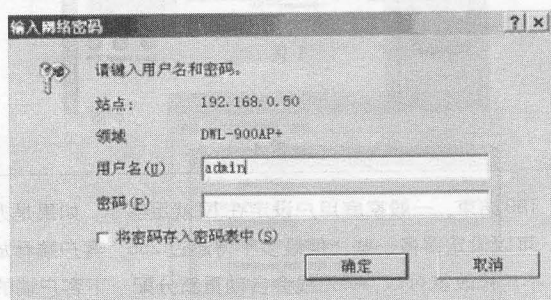 输入网络密码
请键入用户名和密码。
站点: 192.168.0.50
领域 DWL-900AP+
用户名(U) admin
密码(P)
将密码存入密码表中(S)
确定 取消